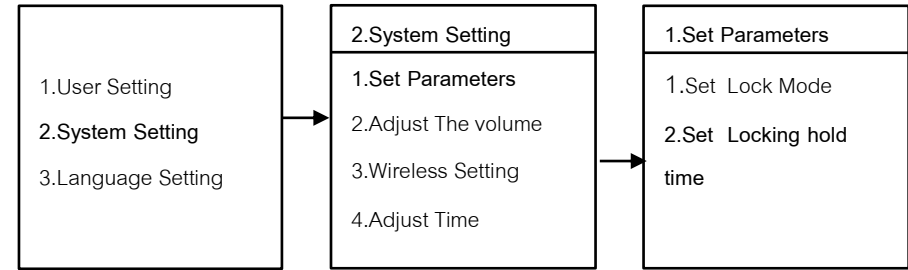 1.User Setting
2.System Setting
3.Language Setting
2.System Setting
1.Set Parameters
2.Adjust The volume
3.Wireless Setting
4.Adjust Time
1.Set Parameters
1.Set Lock Mode
2.Set Locking hold
time